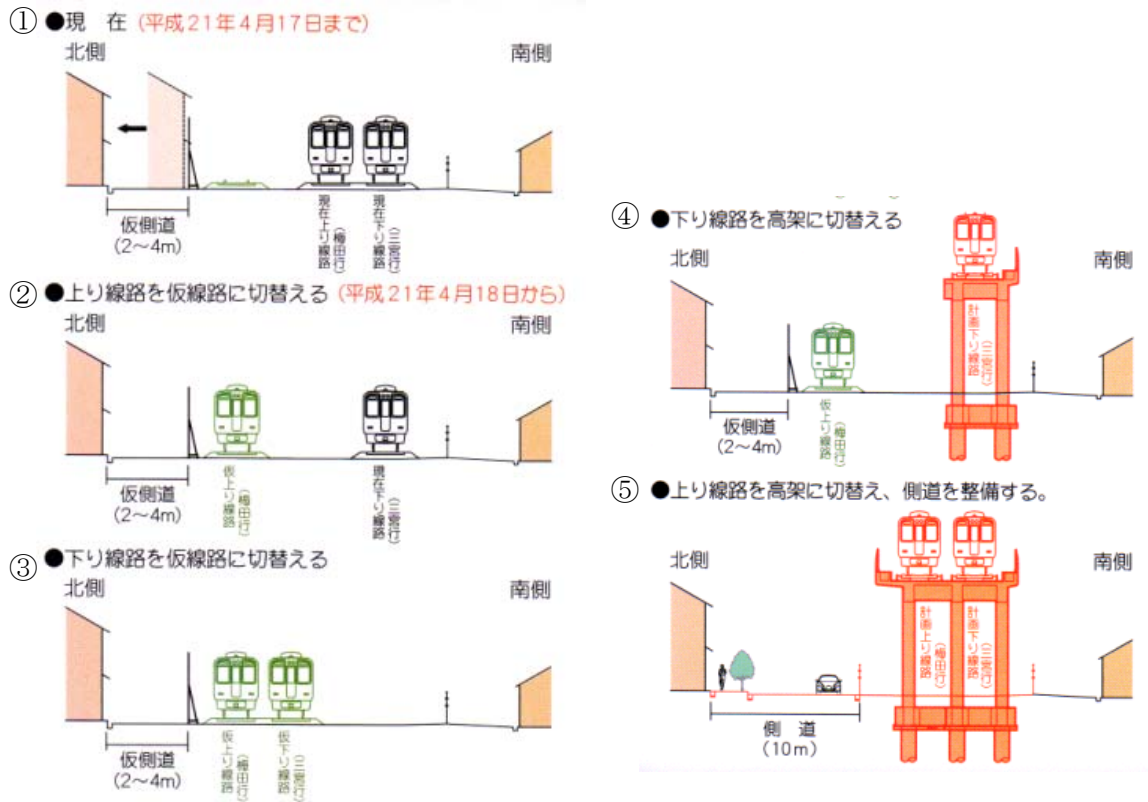 ① ●現 在 (平成21年4月17日まで)
北側 南側
仮側道
(2〜4m)
現在上り線路
(梅田行)
現在下り線路
(三宮行)
② ●上り線路を仮線路に切替える (平成21年4月18日から)
北側 南側
仮側道
(2〜4m)
仮上り線路
(梅田行)
現在下り線路
(三宮行)
③ ●下り線路を仮線路に切替える
北側 南側
仮側道
(2〜4m)
仮上り線路
(梅田行)
仮下り線路
(三宮行)
④ ●下り線路を高架に切替える
北側 南側
計画下り線路
(三宮行)
仮側道
(2〜4m)
仮上り線路
(梅田行)
⑤ ●上り線路を高架に切替え、側道を整備する。
北側 南側
計画上り線路
(梅田行)
計画下り線路
(三宮行)
側 道
(10m)